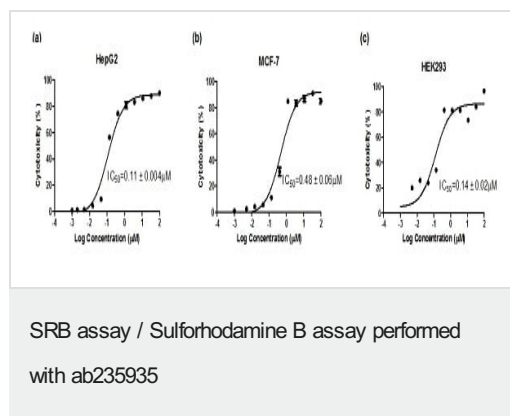 (a)
HepG2
Cytotoxicity (%)
100
80
60
40
20
0
-4 -3 -2 -1 0 1 2
Log Concentration (μM)
IC50=0.11 ± 0.004μM
(b)
MCF-7
Cytotoxicity (%)
100
80
60
40
20
0
-4 -3 -2 -1 0 1 2
Log Concentration (μM)
IC50=0.48 ± 0.06μM
(c)
HEK293
Cytotoxicity (%)
100
80
60
40
20
0
-4 -3 -2 -1 0 1 2
Log Concentration (μM)
IC50=0.14 ± 0.02μM
SRB assay / Sulforhodamine B assay performed
with ab235935